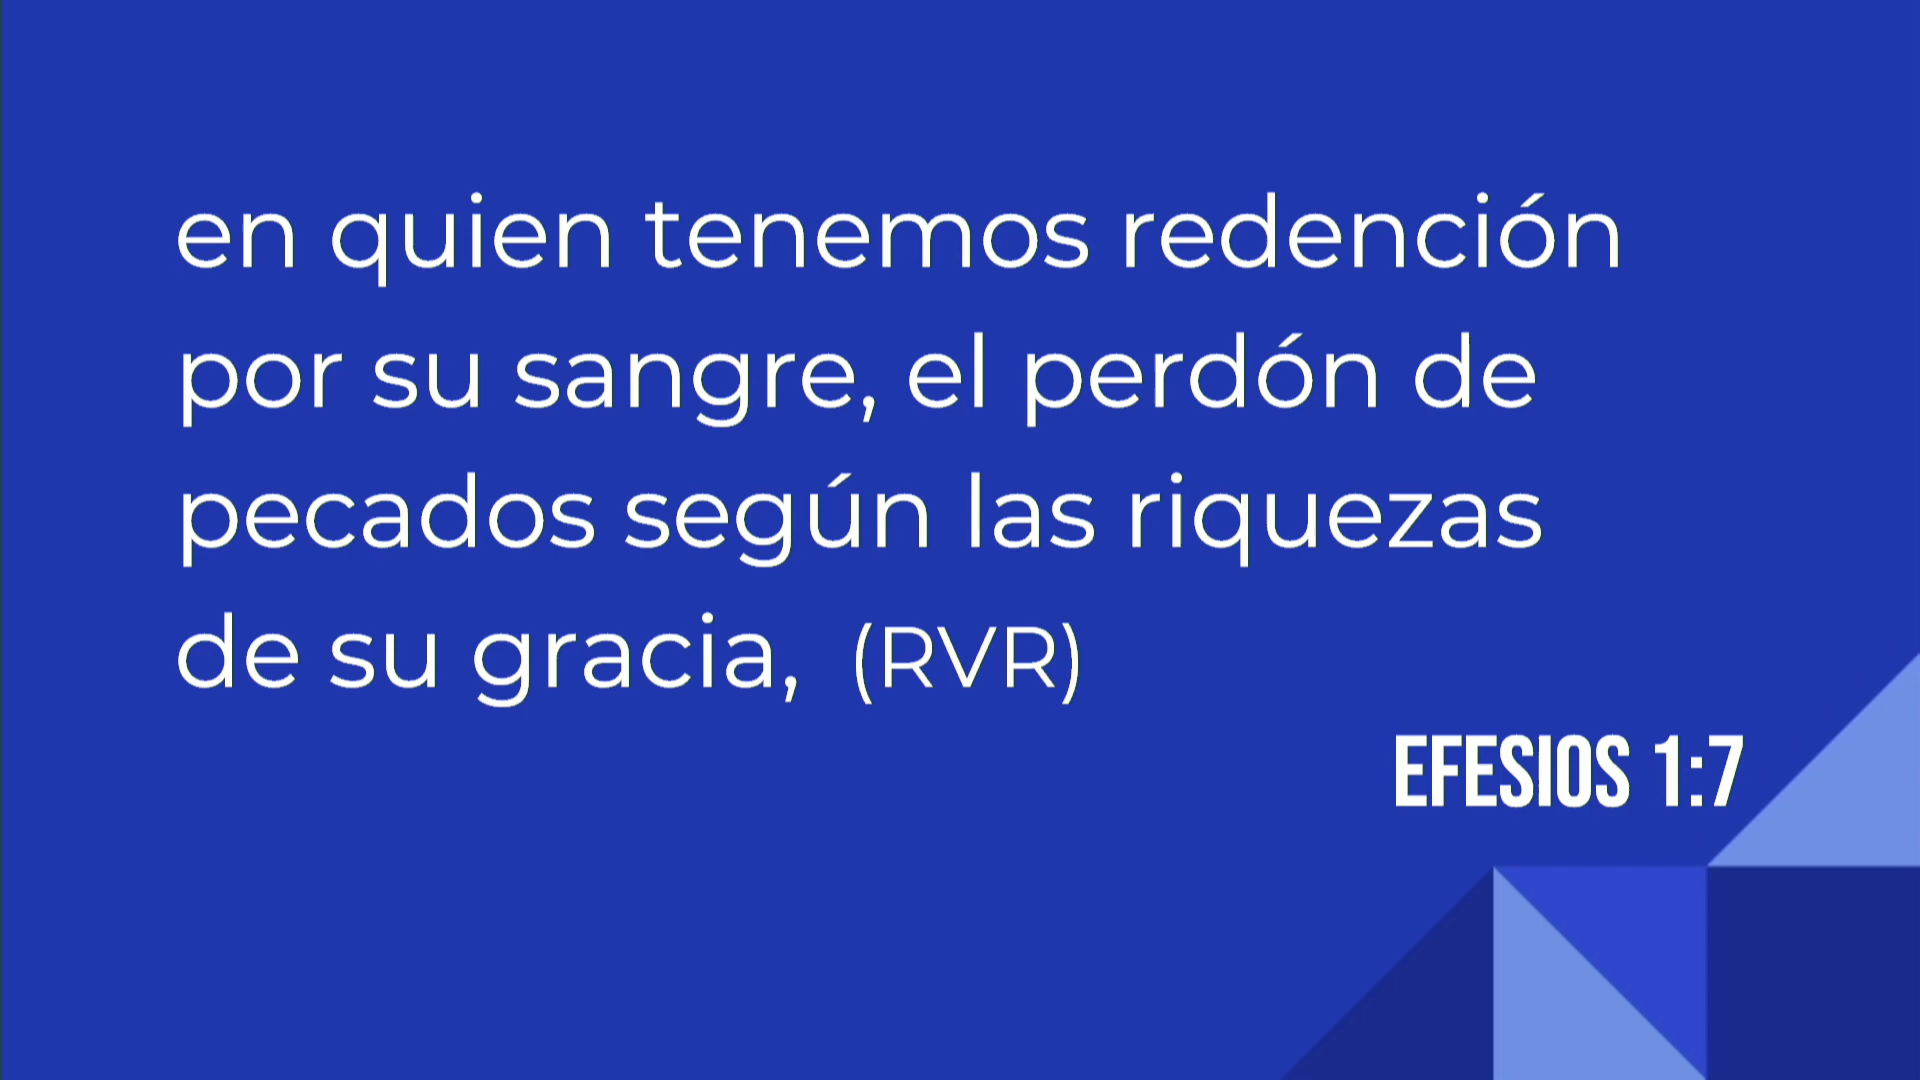 en quien tenemos redención
por su sangre, el perdón de
pecados según las riquezas
de su gracia, (RVR)
EFESIOS 1:7